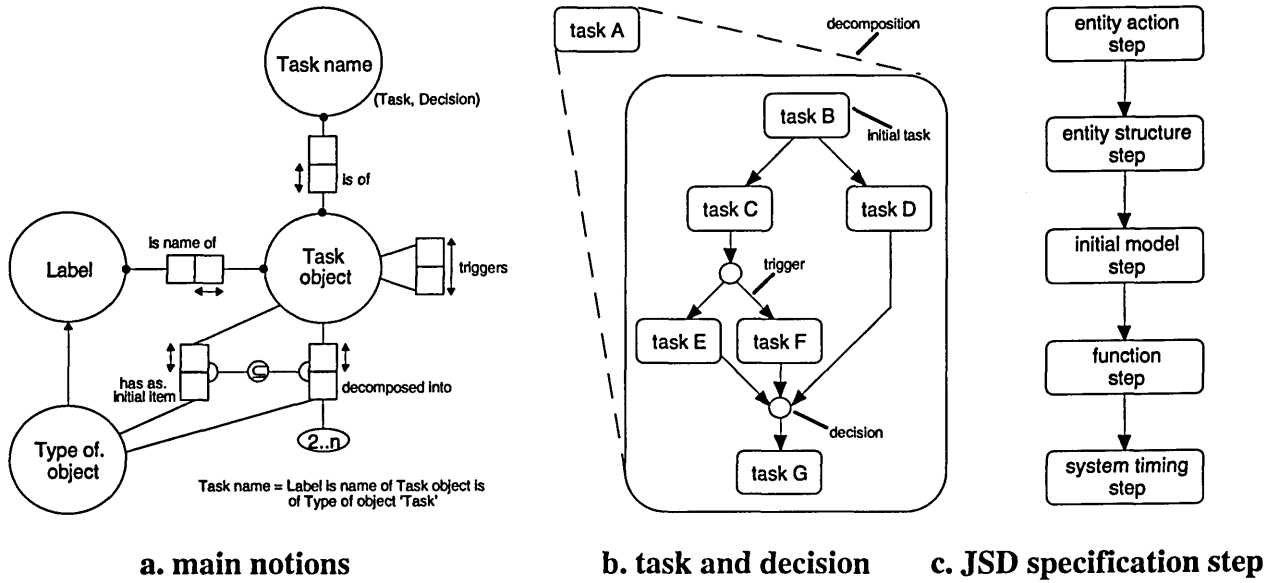 Task name
(Task, Decision)
is of
Label
is name of
Task
object
triggers
has as.
initial item
decomposed into
2..n
Type of.
object
Task name = Label is name of Task object is
of Type of object 'Task'
a. main notions
task A
decomposition
task B
initial task
task C
task D
trigger
task E
task F
decision
task G
b. task and decision
entity action
step
entity structure
step
initial model
step
function
step
system timing
step
c. JSD specification step